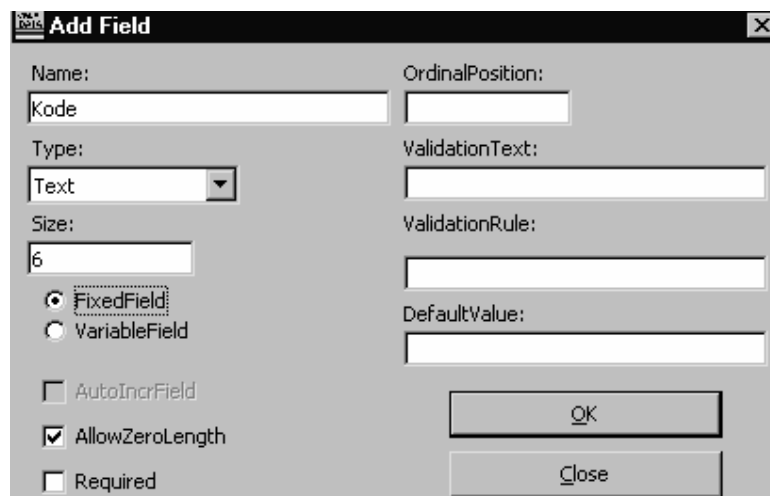 Add Field
Name:
Kode
Type:
Text
Size:
6
FixedField
VariableField
AutoIncrField
AllowZeroLength
Required
OrdinalPosition:
ValidationText:
ValidationRule:
DefaultValue:
OK
Close